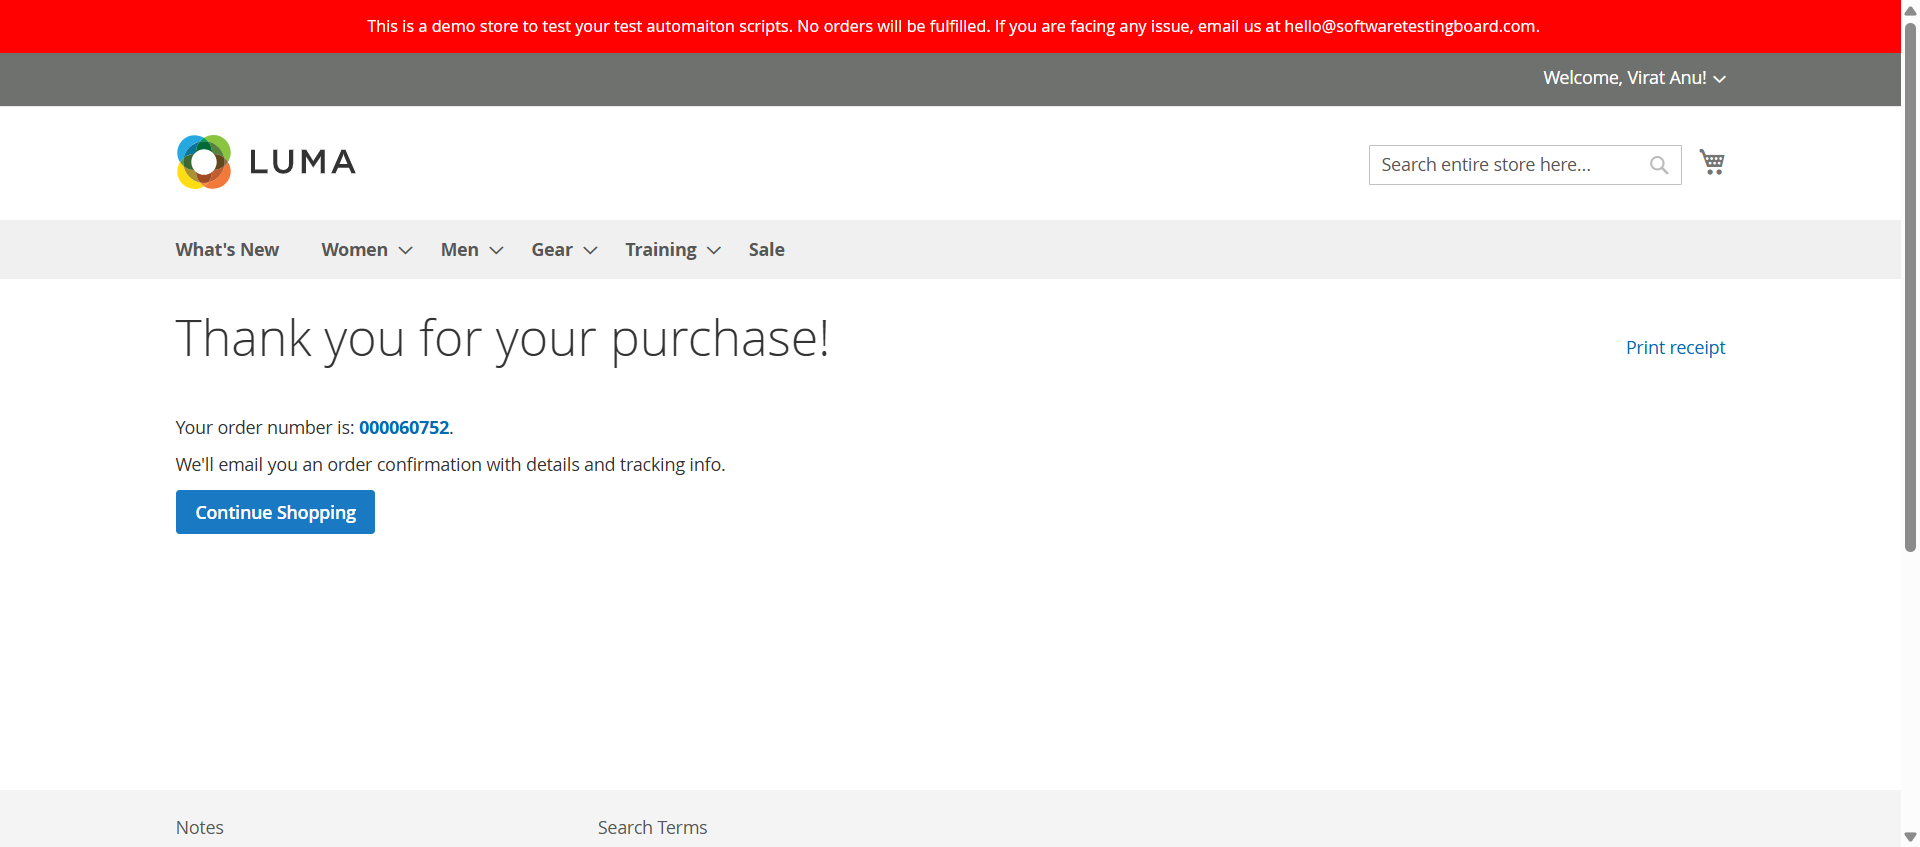 This is a demo store to test your test automaiton scripts. No orders will be fulfilled. If you are facing any issue, email us at hello@softwaretestingboard.com.
Welcome, Virat Anu!
LUMA
Search entire store here...
What's New Women Men Gear Training Sale
Thank you for your purchase!
Print receipt
Your order number is: 000060752.
We'll email you an order confirmation with details and tracking info.
Continue Shopping
Notes Search Terms